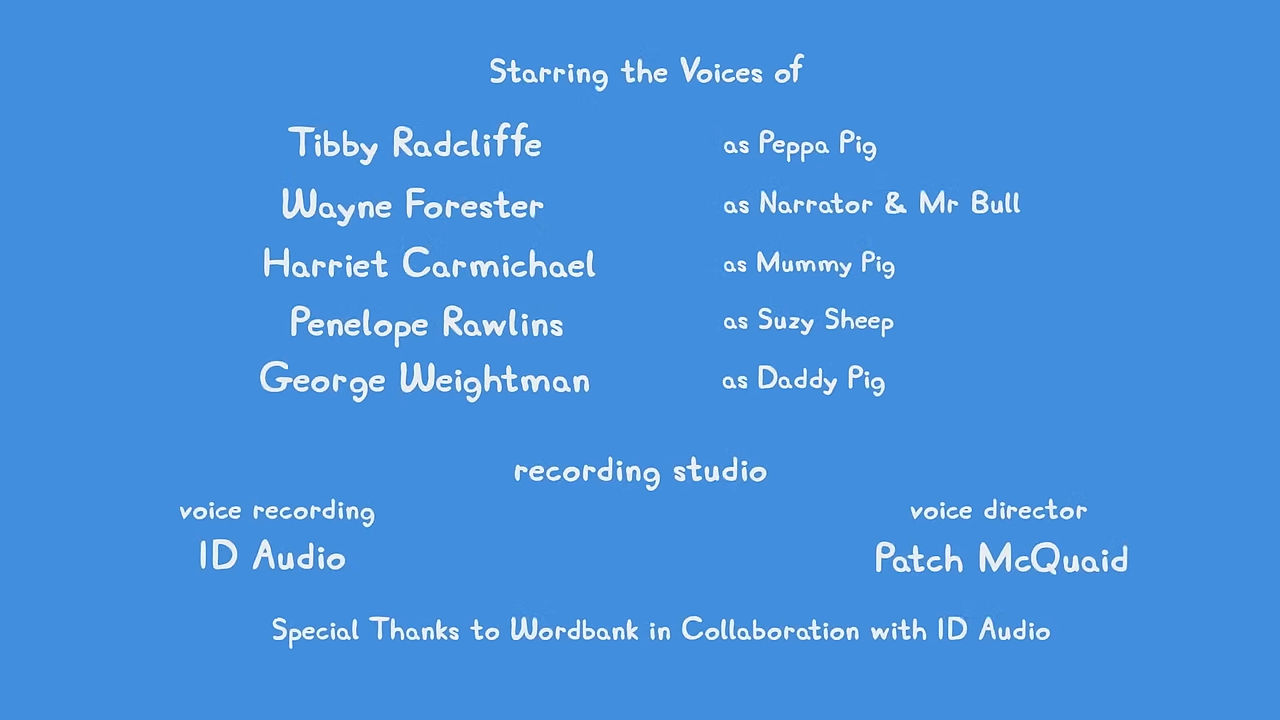 Starring the Voices of
Tibby Radcliffe as Peppa Pig
Wayne Forester as Narrator & Mr Bull
Harriet Carmichael as Mummy Pig
Penelope Rawlins as Suzy Sheep
George Weightman as Daddy Pig
recording studio
voice recording voice director
ID Audio Patch McQuaid
Special Thanks to Wordbank in Collaboration with ID Audio